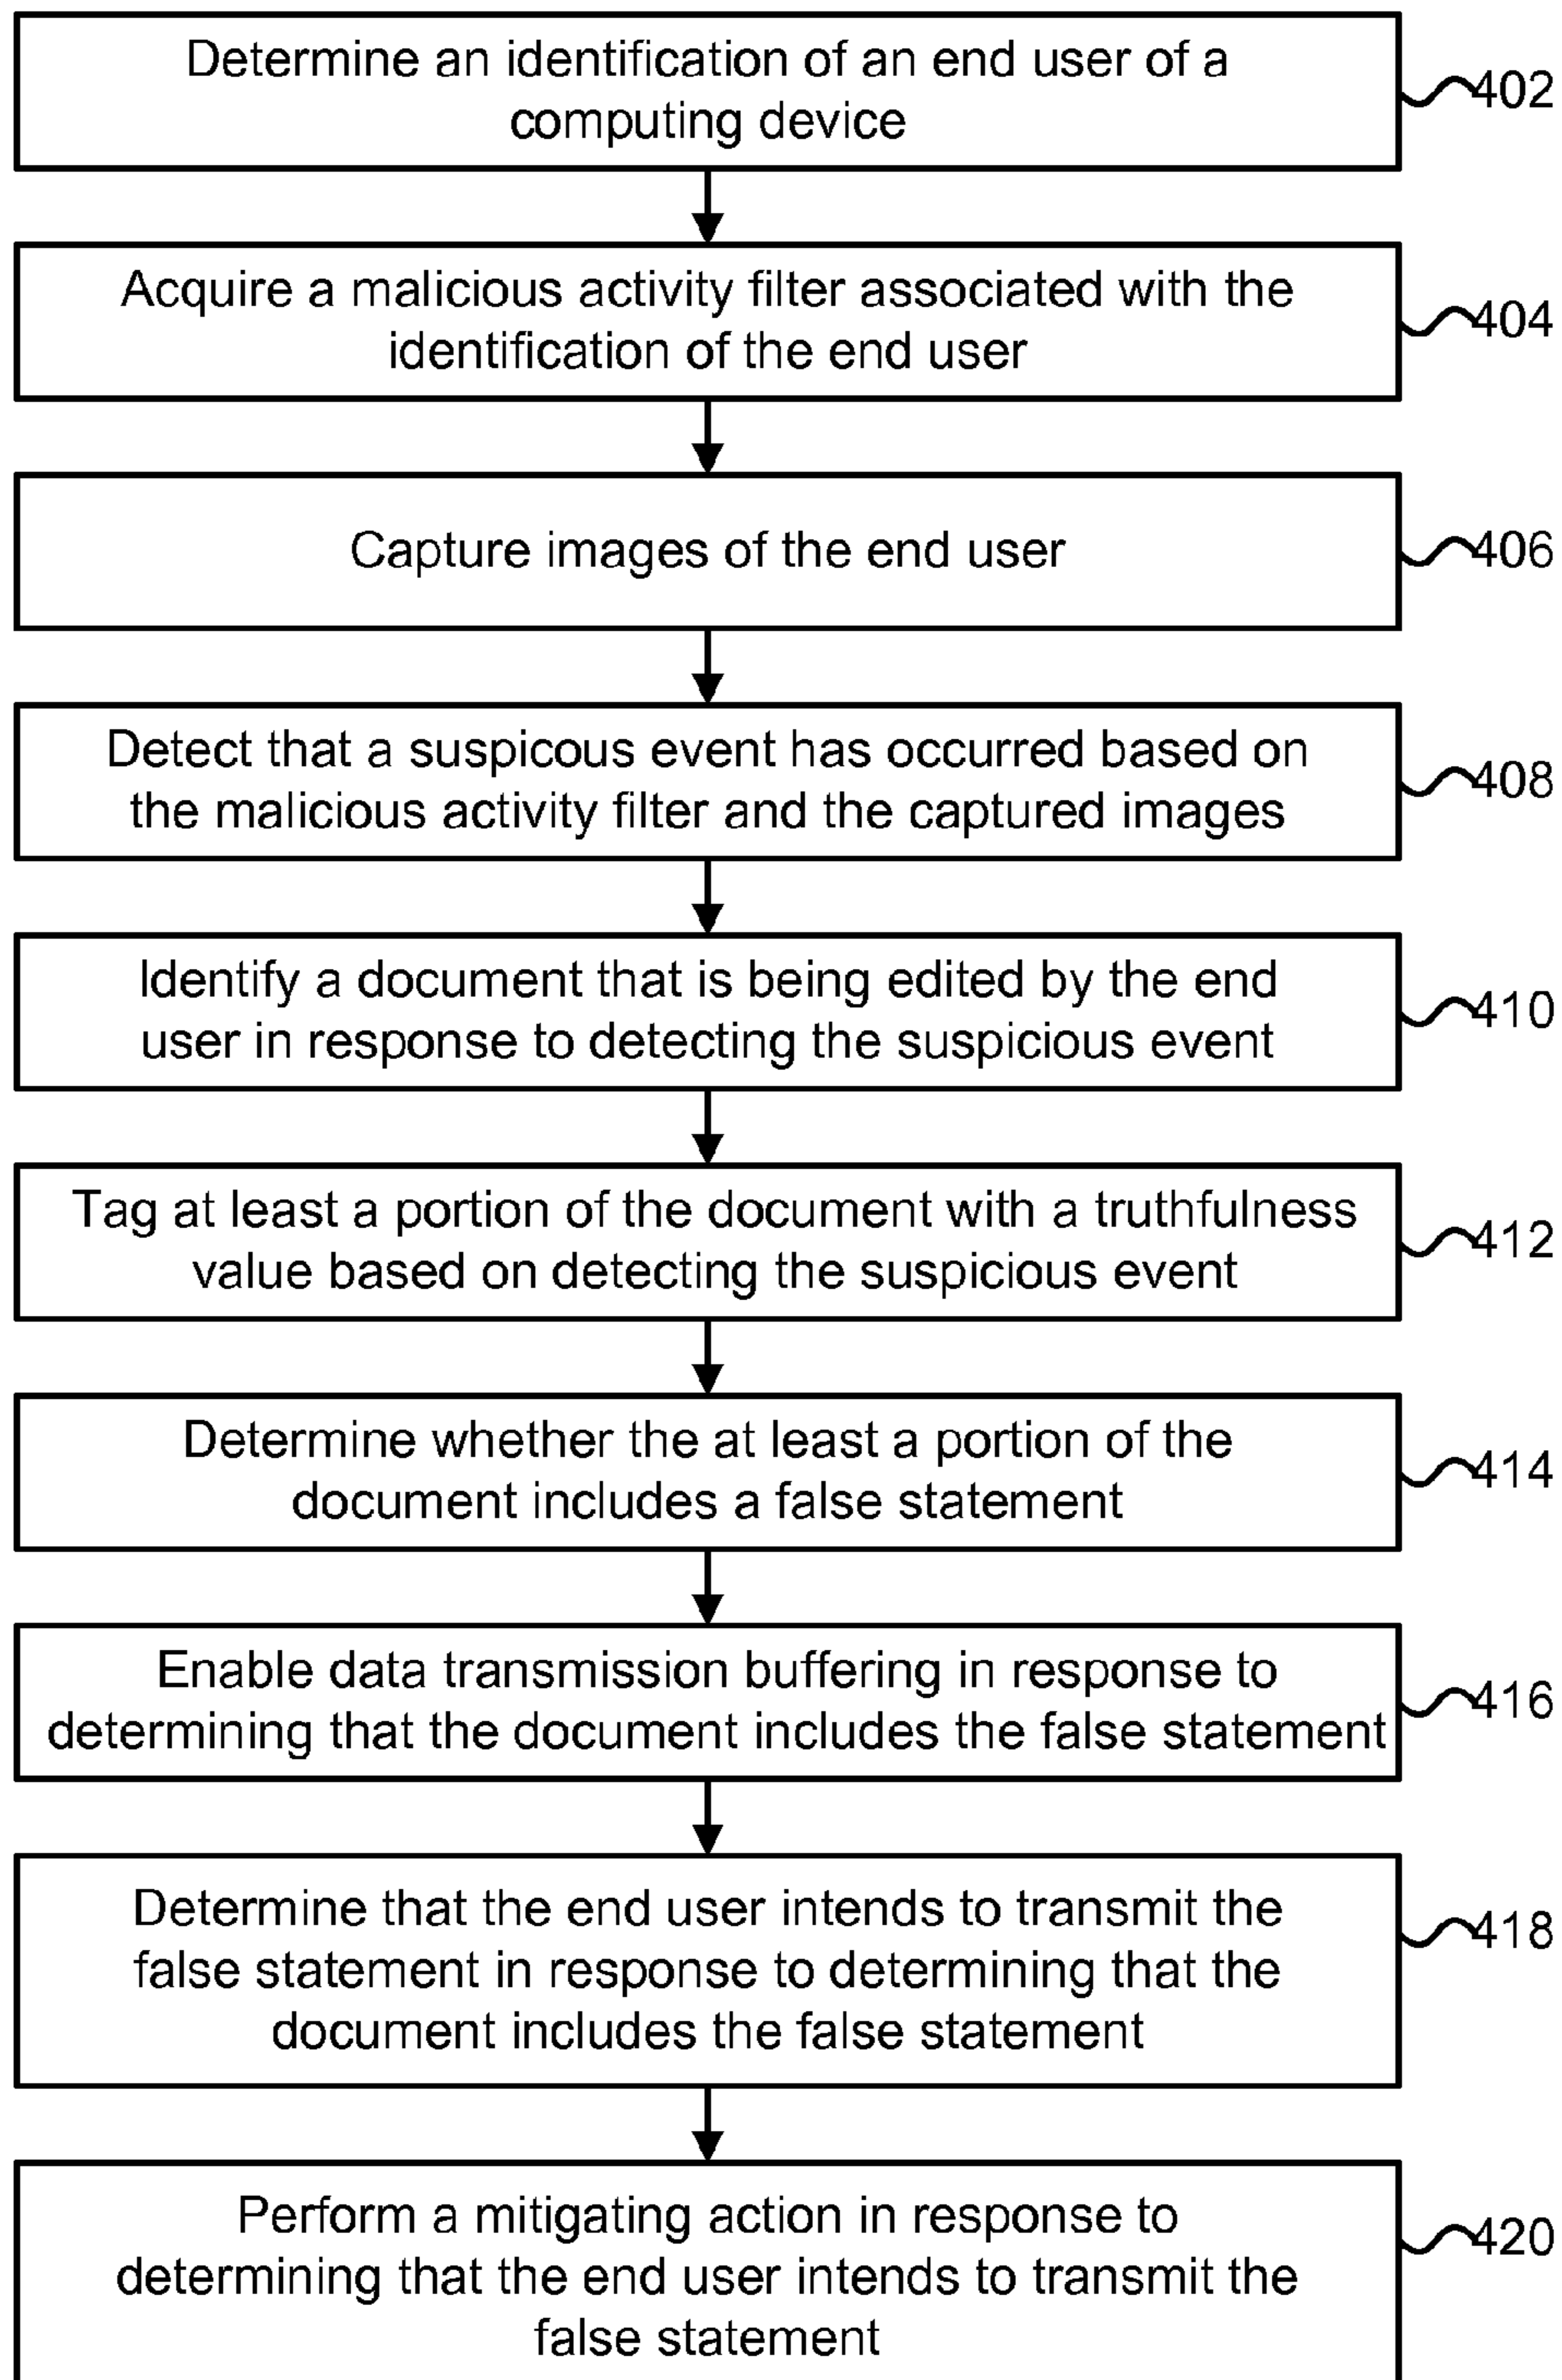 Determine an identification of an end user of a
computing device
402
Acquire a malicious activity filter associated with the
identification of the end user
404
Capture images of the end user
406
Detect that a suspicous event has occurred based on
the malicious activity filter and the captured images
408
Identify a document that is being edited by the end
user in response to detecting the suspicious event
410
Tag at least a portion of the document with a truthfulness
value based on detecting the suspicious event
412
Determine whether the at least a portion of the
document includes a false statement
414
Enable data transmission buffering in response to
determining that the document includes the false statement
416
Determine that the end user intends to transmit the
false statement in response to determining that the
document includes the false statement
418
Perform a mitigating action in response to
determining that the end user intends to transmit the
false statement
420